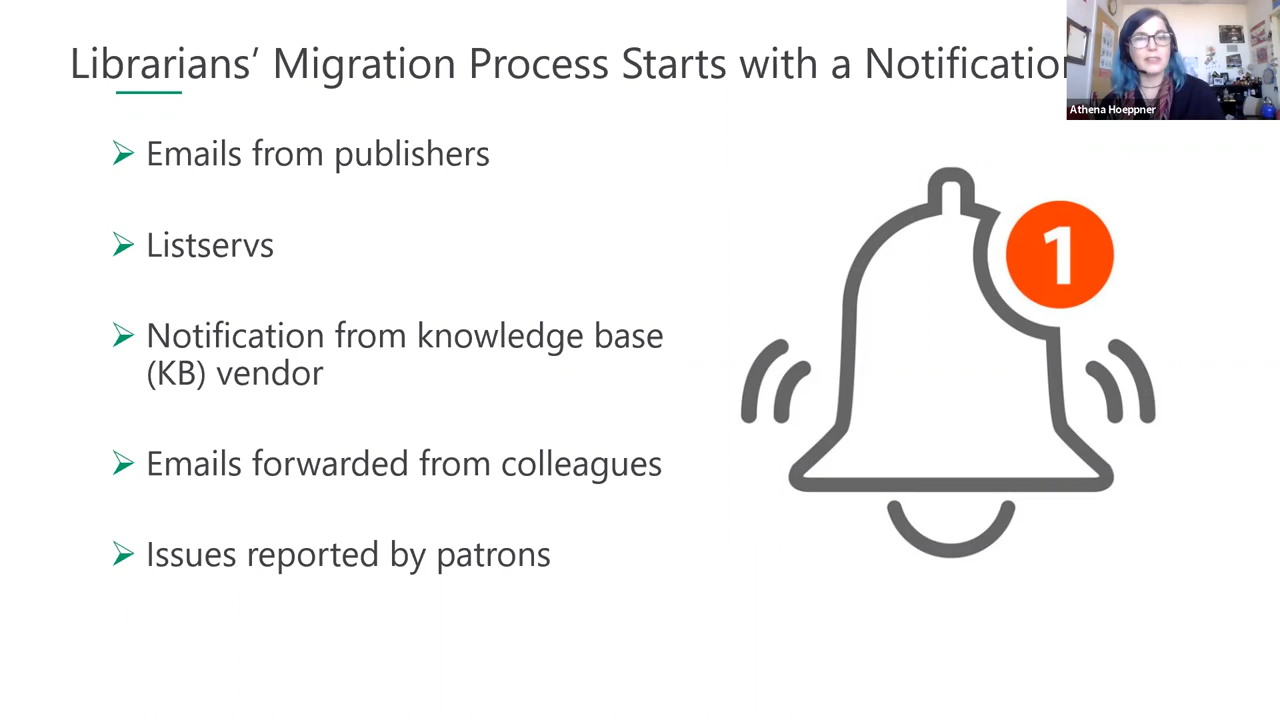 Librarians’ Migration Process Starts with a Notification
Athena Hoeppner
Emails from publishers
Listservs
Notification from knowledge base
(KB) vendor
Emails forwarded from colleagues
Issues reported by patrons
1